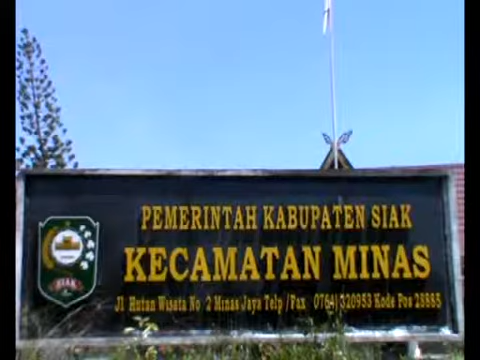 PEMERINTAH KABUPATEN SIAK
KECAMATAN MINAS
Jl Hutan Wisata No 2 Minas Jaya Telp/Fax 0764 320953 Kode Pos 28885
SIAK